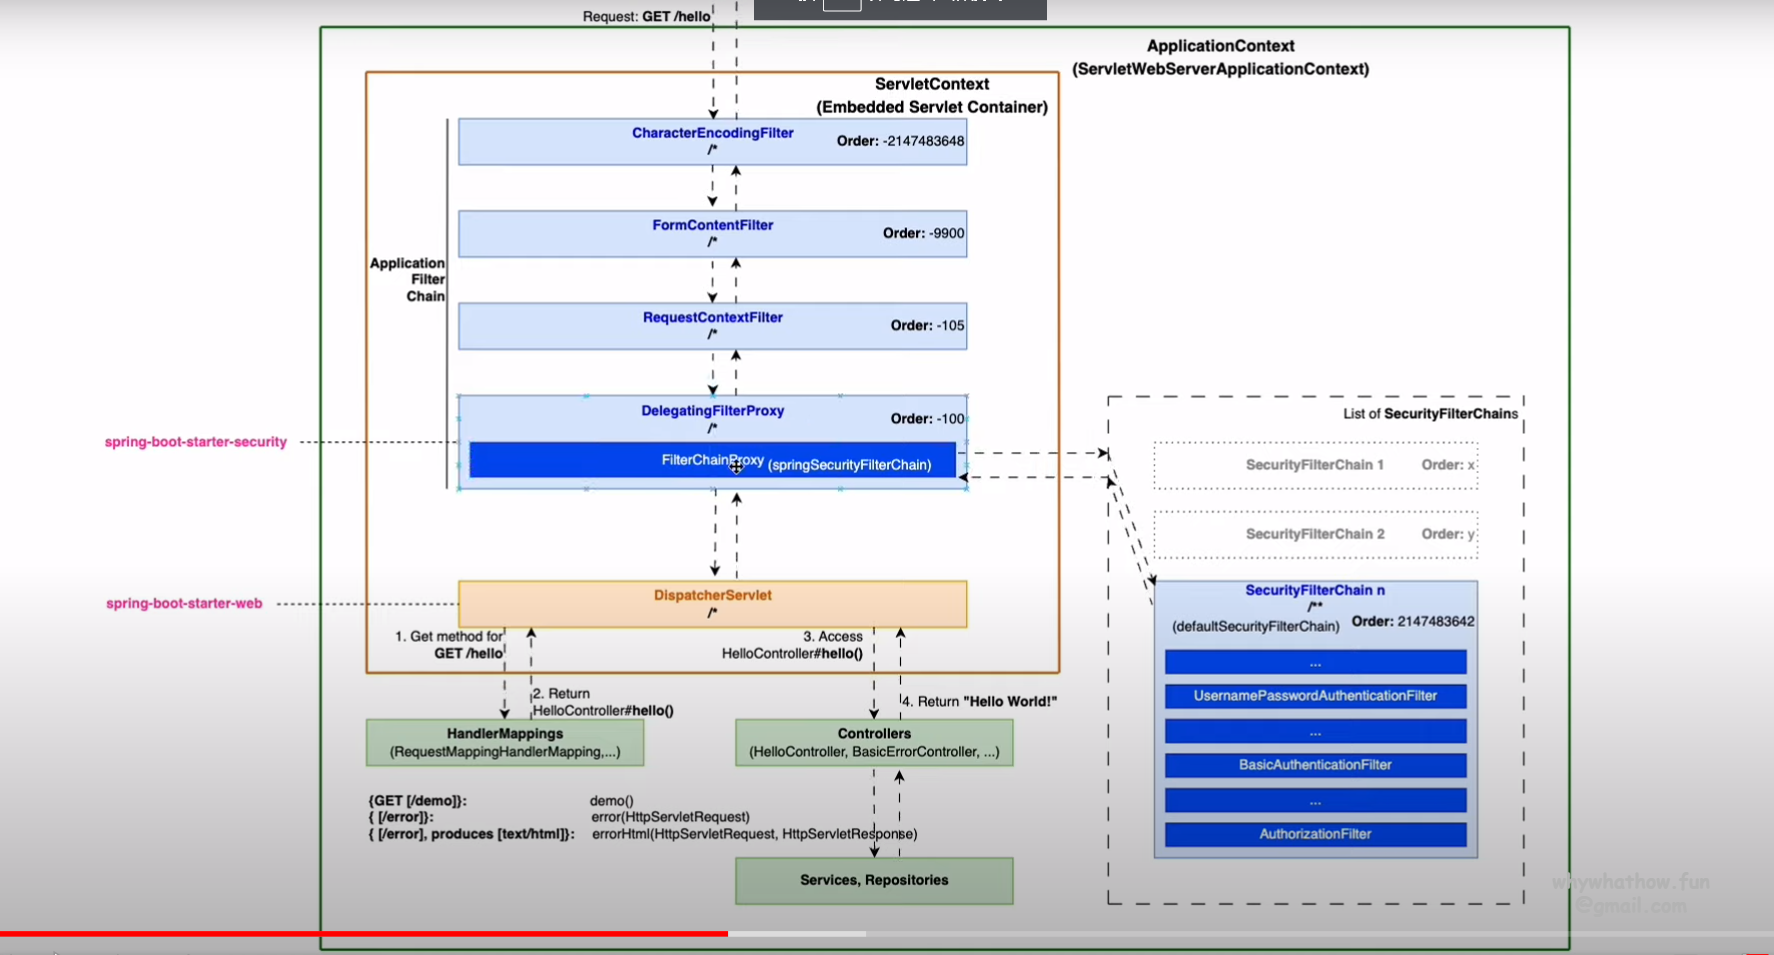 Request: GET /hello
ApplicationContext
(ServletWebServerApplicationContext)
ServletContext
(Embedded Servlet Container)
CharacterEncodingFilter
/*
Order: -2147483648
FormContentFilter
/*
Order: -9900
Application
Filter
Chain
RequestContextFilter
/*
Order: -105
DelegatingFilterProxy
/*
Order: -100
FilterChainProxy (springSecurityFilterChain)
spring-boot-starter-security
List of SecurityFilterChains
SecurityFilterChain 1 Order: x
SecurityFilterChain 2 Order: y
SecurityFilterChain n
/**
(defaultSecurityFilterChain) Order: 2147483642
...
UsernamePasswordAuthenticationFilter
...
BasicAuthenticationFilter
...
AuthorizationFilter
spring-boot-starter-web
DispatcherServlet
/*
1. Get method for
GET /hello
2. Return
HelloController#hello()
3. Access
HelloController#hello()
4. Return "Hello World!"
HandlerMappings
(RequestMappingHandlerMapping,...)
Controllers
(HelloController, BasicErrorController, ...)
{GET [/demo]}: demo()
{ [/error]}: error(HttpServletRequest)
{ [/error], produces [text/html]}: errorHtml(HttpServletRequest, HttpServletResponse)
Services, Repositories
whywhathow.fun
@gmail.com